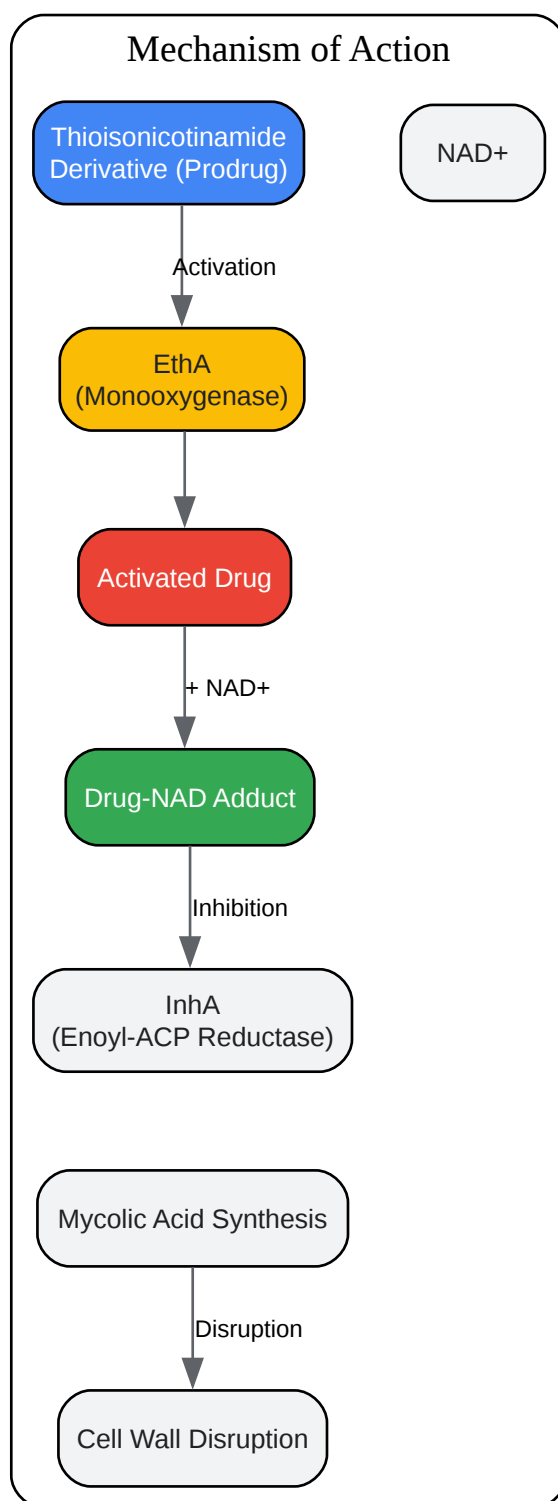 Mechanism of Action
Thioisonicotinamide
Derivative (Prodrug)
NAD+
Activation
EthA
(Monooxygenase)
Activated Drug
+ NAD+
Drug-NAD Adduct
Inhibition
InhA
(Enoyl-ACP Reductase)
Mycolic Acid Synthesis
Disruption
Cell Wall Disruption